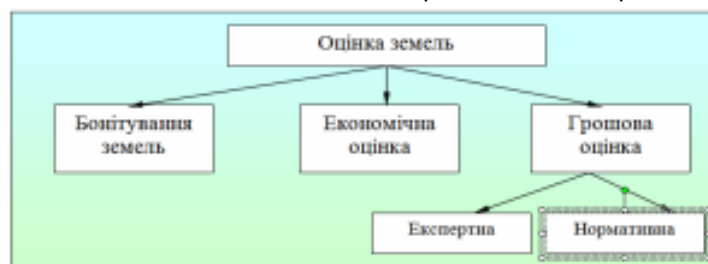 Оцінка земель
Бонітування
земель
Економічна
оцінка
Грошова
оцінка
Експертна
Нормативна